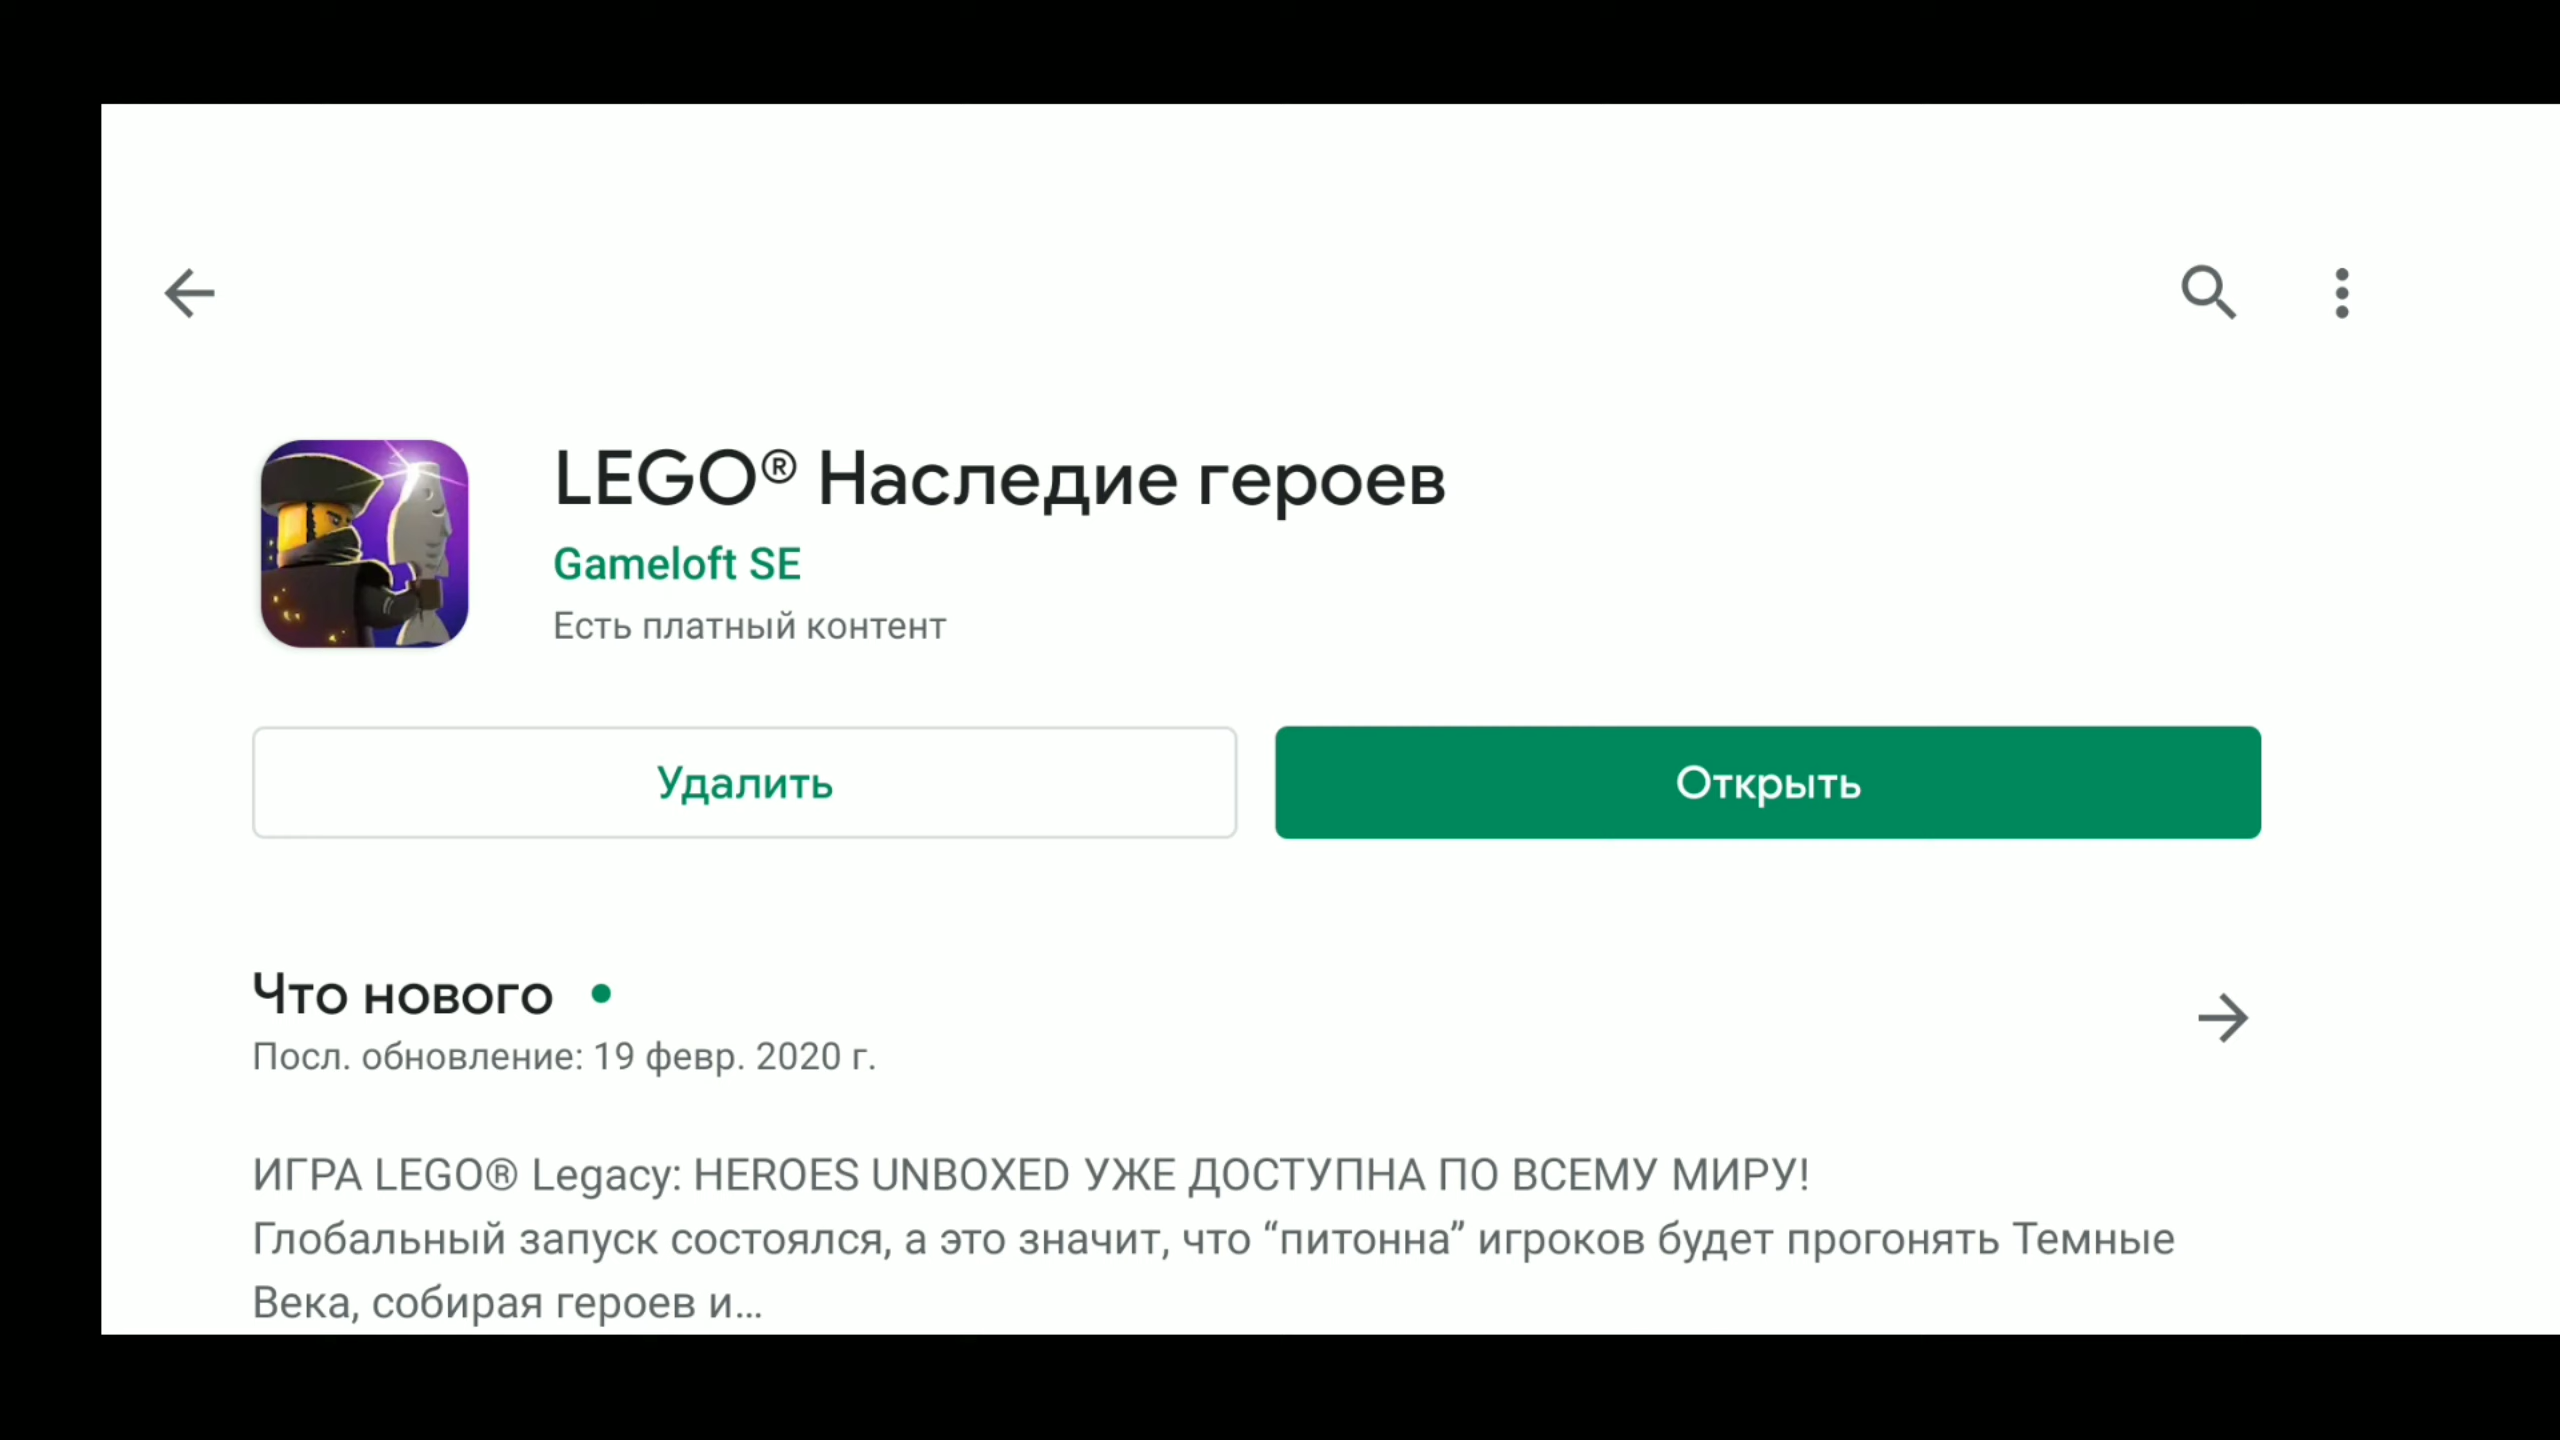 LEGO® Наследие героев
Gameloft SE
Есть платный контент
Удалить
Открыть
Что нового
Посл. обновление: 19 февр. 2020 г.
ИГРА LEGO® Legacy: HEROES UNBOXED УЖЕ ДОСТУПНА ПО ВСЕМУ МИРУ!
Глобальный запуск состоялся, а это значит, что “питонна” игроков будет прогонять Темные
Века, собирая героев и...